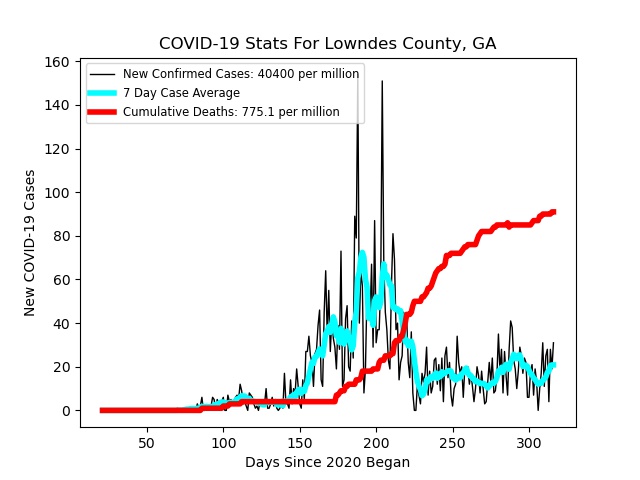 COVID-19 Stats For Lowndes County, GA
New Confirmed Cases: 40400 per million
7 Day Case Average
Cumulative Deaths: 775.1 per million
New COVID-19 Cases
160
140
120
100
80
60
40
20
0
50
100
150
200
250
300
Days Since 2020 Began